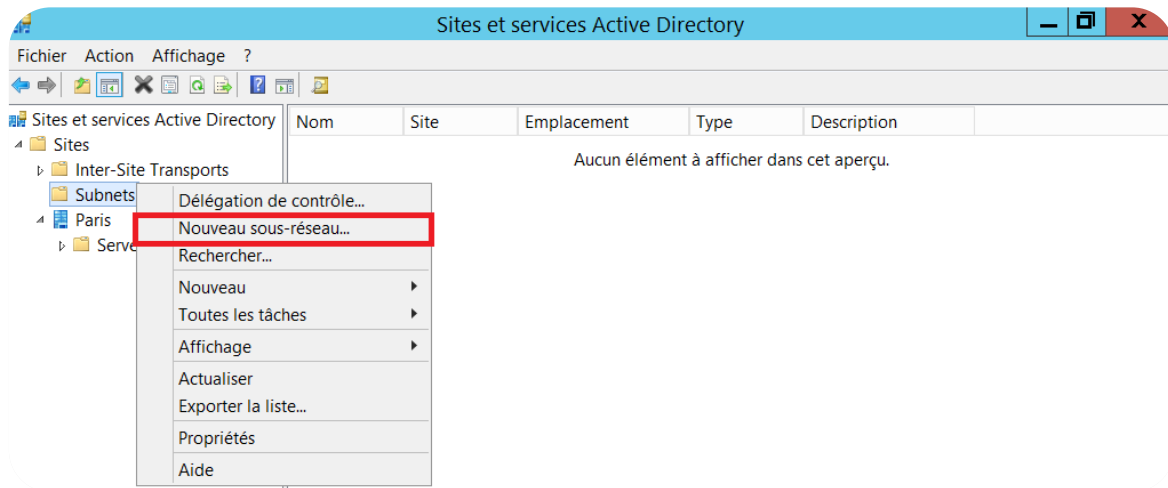 Sites et services Active Directory
Fichier Action Affichage ?
Sites et services Active Directory
Nom Site Emplacement Type Description
Sites
Aucun élément à afficher dans cet aperçu.
Inter-Site Transports
Subnets
Délégation de contrôle...
Paris
Nouveau sous-réseau...
Serve
Rechercher...
Nouveau
Toutes les tâches
Affichage
Actualiser
Exporter la liste...
Propriétés
Aide